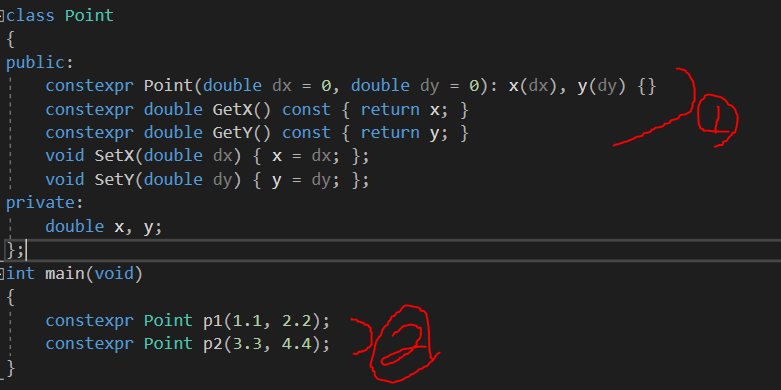 class Point
{
public:
constexpr Point(double dx = 0, double dy = 0): x(dx), y(dy) {}
constexpr double GetX() const { return x; }
constexpr double GetY() const { return y; }
void SetX(double dx) { x = dx; };
void SetY(double dy) { y = dy; };
private:
double x, y;
};
int main(void)
{
constexpr Point p1(1.1, 2.2);
constexpr Point p2(3.3, 4.4);
}
1
2